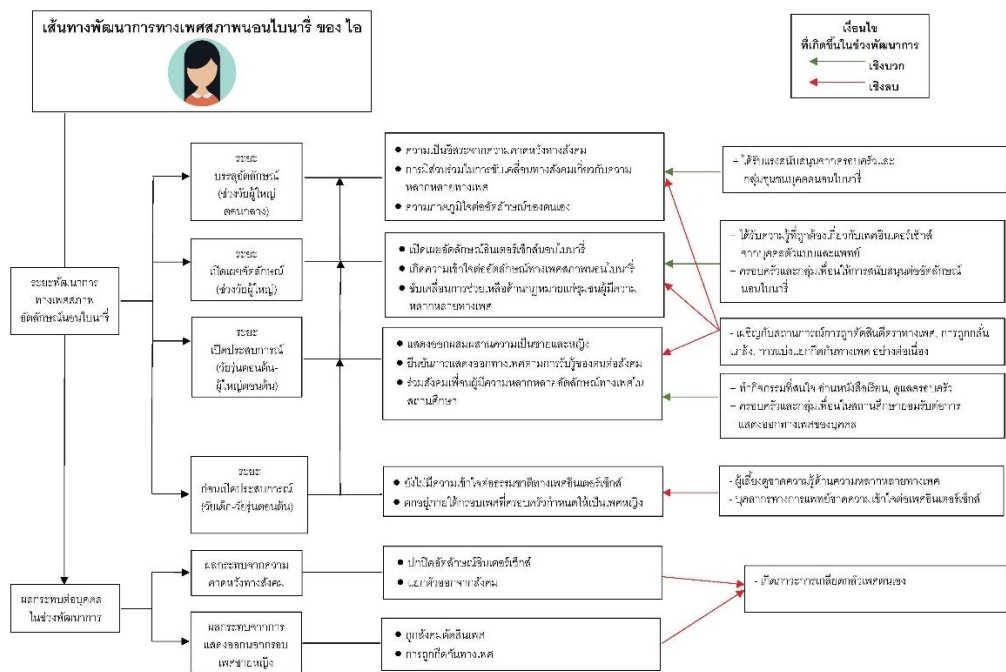 เส้นทางพัฒนาการทางเพศสภาพนอนไบนารี่ ของ ไอ
เงื่อนไข
ที่เกิดขึ้นในช่วงพัฒนาการ
เชิงบวก
เชิงลบ
ระยะพัฒนาการ
ทางเพศสภาพ
อัตลักษณ์นอนไบนารี่
ระยะ
บรรลุอัตลักษณ์
(ช่วงวัยผู้ใหญ่
ตอนกลาง)
● ความเป็นอิสระจากความคาดหวังทางสังคม
● การมีส่วนร่วมในการขับเคลื่อนทางสังคมเกี่ยวกับความ
หลากหลายทางเพศ
● ความภาคภูมิใจต่ออัตลักษณ์ของตนเอง
+ ได้รับแรงสนับสนุนจากครอบครัวและ
กลุ่มชุมชนบุคคลนอนไบนารี่
ระยะ
เปิดเผยอัตลักษณ์
(ช่วงวัยผู้ใหญ่)
● เปิดเผยอัตลักษณ์อินเตอร์เซ็กส์นอนไบนารี่
● เกิดความเข้าใจต่ออัตลักษณ์ทางเพศสภาพนอนไบนารี่
● ขับเคลื่อนการช่วยเหลือด้านกฎหมายแก่ชุมชนผู้มีความ
หลากหลายทางเพศ
+ ได้รับความรู้ที่ถูกต้องเกี่ยวกับเพศอินเตอร์เซ็กส์
จากบุคคลตัวแบบและแพทย์
+ ครอบครัวและกลุ่มเพื่อนให้การสนับสนุนต่ออัตลักษณ์
นอนไบนารี่
ระยะ
เปิดประสบการณ์
(วัยรุ่นตอนต้น-
ผู้ใหญ่ตอนต้น)
● แสดงออกผสมผสานความเป็นชายและหญิง
● ยืนยันการแสดงออกทางเพศตามการรับรู้ของตนต่อสังคม
● ร่วมสังคมเพื่อนผู้มีความหลากหลายอัตลักษณ์ทางเพศใน
สถานศึกษา
- เผชิญกับสถานการณ์การถูกตัดสินตีตราทางเพศ, การถูกกลั่น
แกล้ง, การแบ่งแยกกีดกันทางเพศ อย่างต่อเนื่อง
+ ทำกิจกรรมที่สนใจ อ่านหนังสือเรียน, ดูแลครอบครัว
+ ครอบครัวและกลุ่มเพื่อนในสถานศึกษายอมรับต่อการ
แสดงออกทางเพศของบุคคล
ระยะ
ก่อนเปิดประสบการณ์
(วัยเด็ก-วัยรุ่นตอนต้น)
● ยังไม่มีความเข้าใจต่อธรรมชาติทางเพศอินเตอร์เซ็กส์
● ตกอยู่ภายใต้กรอบเพศที่ครอบครัวกำหนดให้เป็นเพศหญิง
- ผู้เลี้ยงดูขาดความรู้ด้านความหลากหลายทางเพศ
- บุคลากรทางการแพทย์ขาดความเข้าใจต่อเพศอินเตอร์เซ็กส์
ผลกระทบต่อบุคคล
ในช่วงพัฒนาการ
ผลกระทบจากความ
คาดหวังทางสังคม
● ปกปิดอัตลักษณ์อินเตอร์เซ็กส์
● แยกตัวออกจากสังคม
- เกิดภาวะการเกลียดกลัวเพศตนเอง
ผลกระทบจากการ
แสดงออกนอกกรอบ
เพศชายหญิง
● ถูกสังคมตัดสินเพศ
● การถูกกีดกันทางเพศ